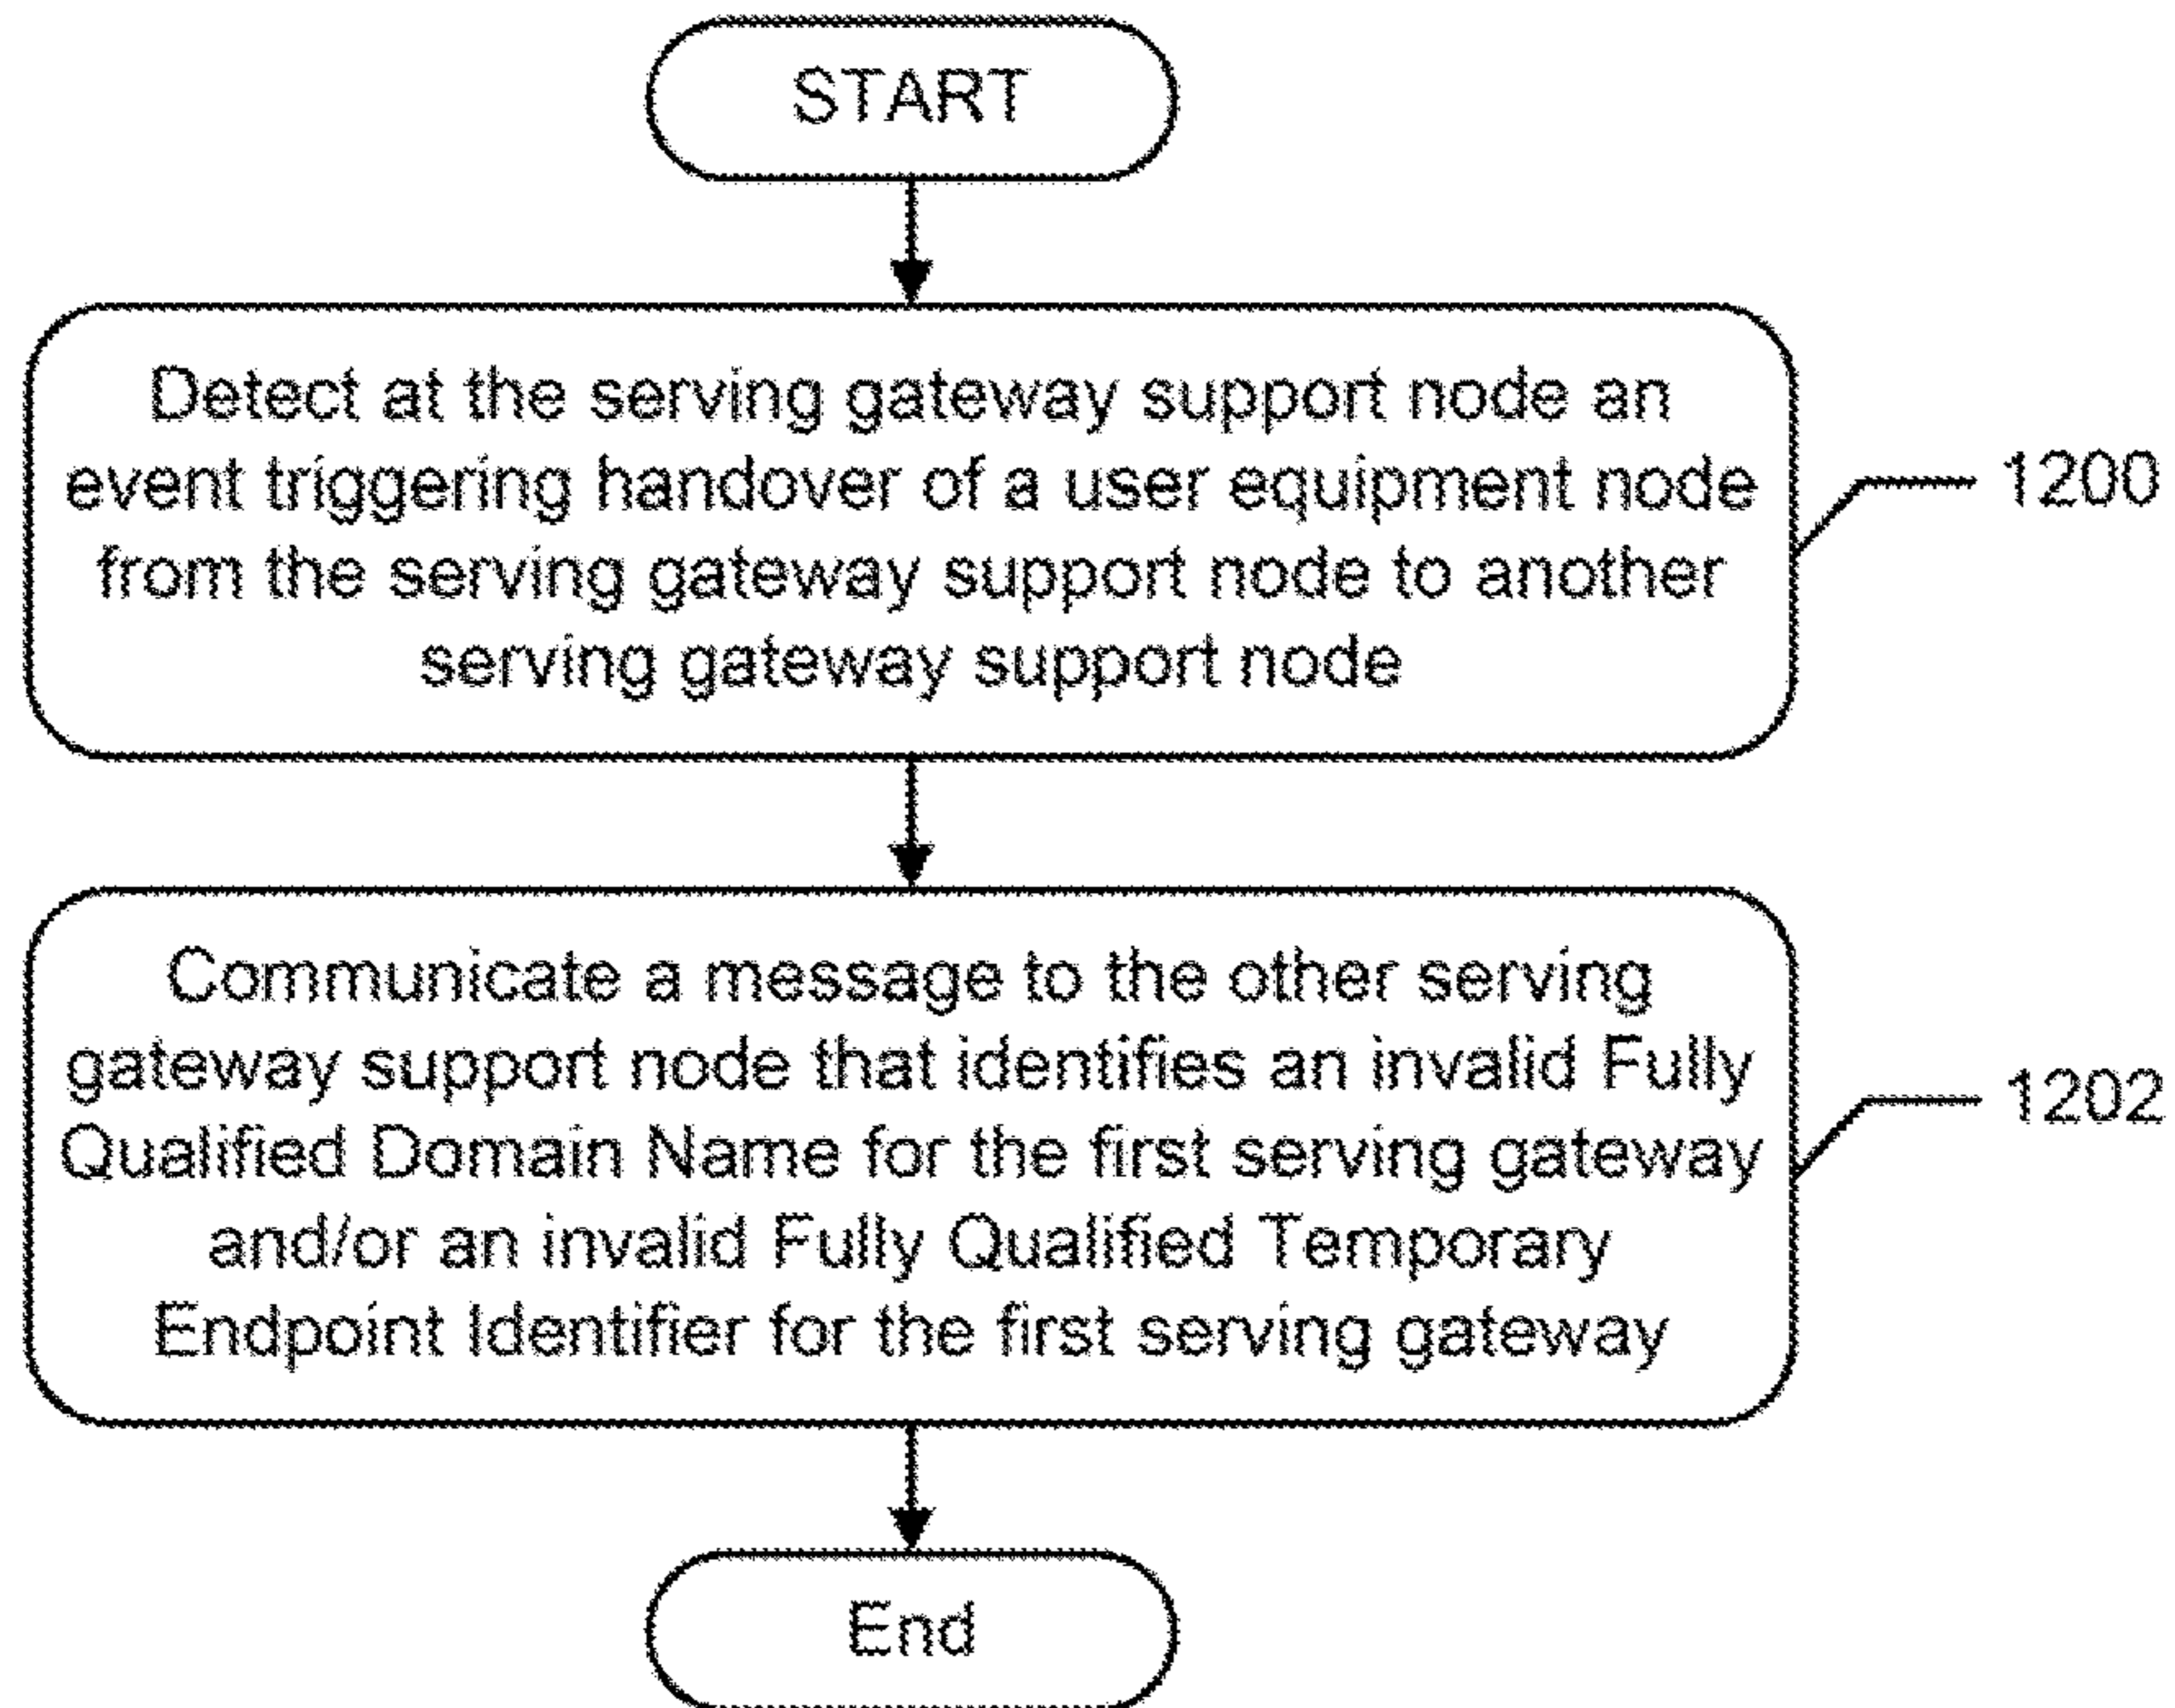 START
Detect at the serving gateway support node an
event triggering handover of a user equipment node
from the serving gateway support node to another
serving gateway support node
1200
Communicate a message to the other serving
gateway support node that identifies an invalid Fully
Qualified Domain Name for the first serving gateway
and/or an invalid Fully Qualified Temporary
Endpoint Identifier for the first serving gateway
1202
End